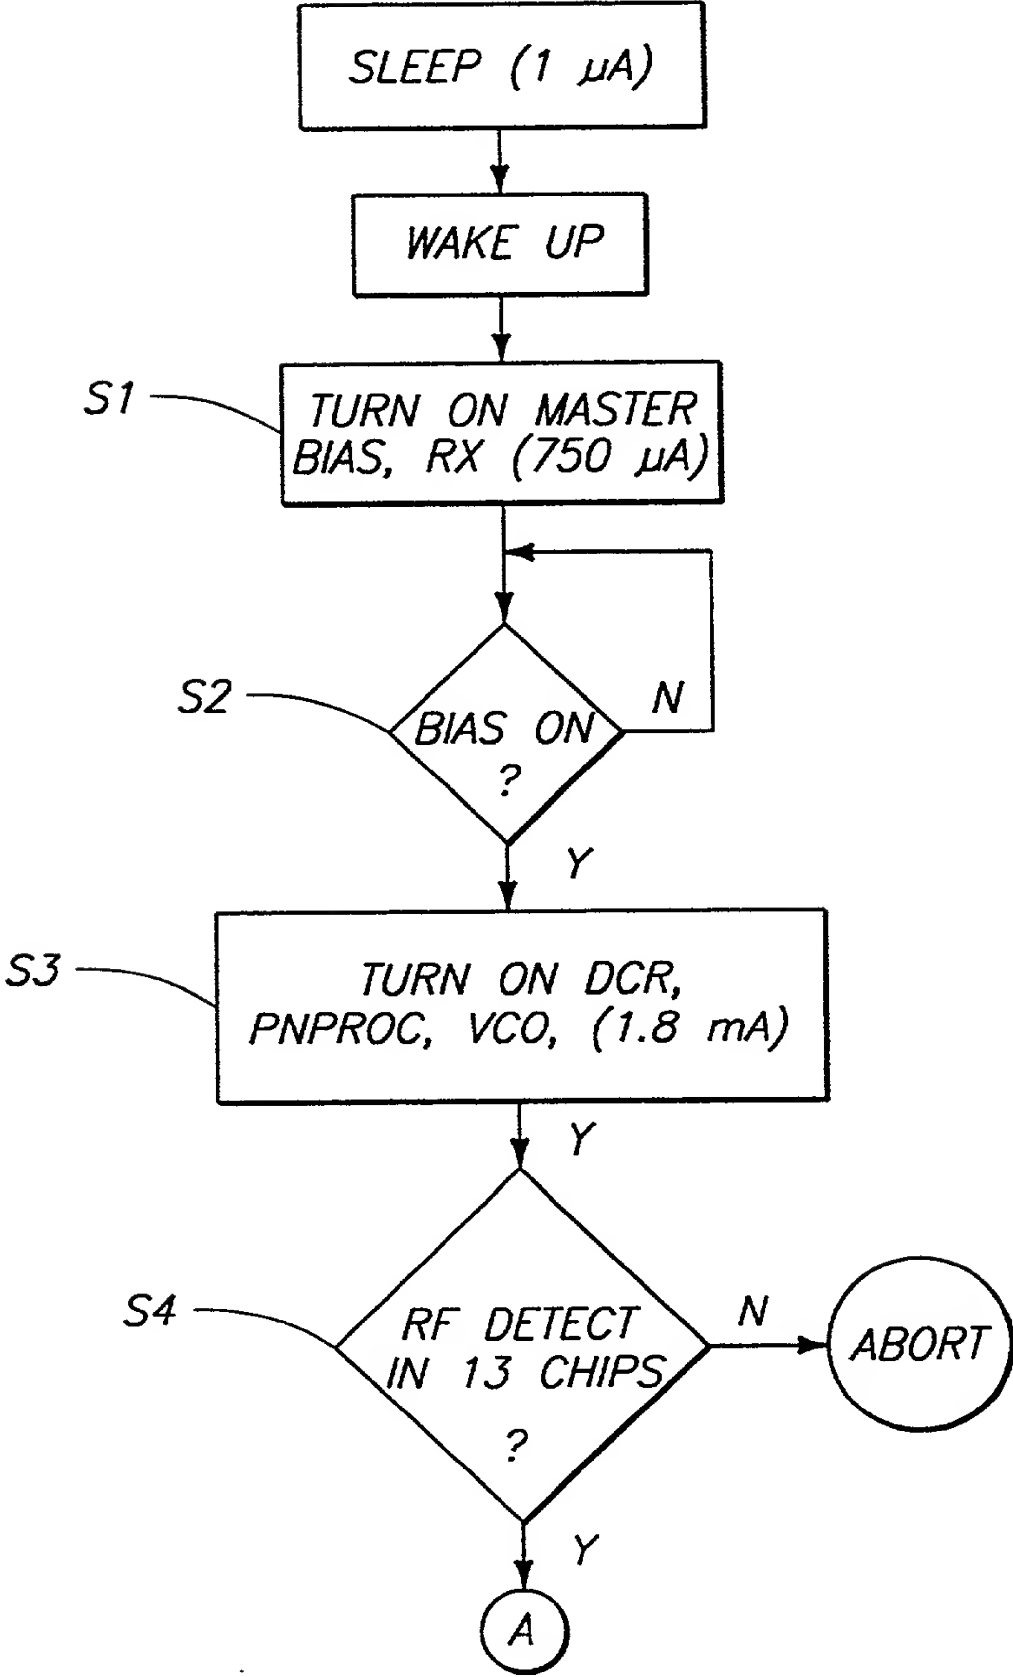 SLEEP (1 µA)
WAKE UP
S1
TURN ON MASTER
BIAS, RX (750 µA)
S2
BIAS ON
?
N
Y
S3
TURN ON DCR,
PNPROC, VCO, (1.8 mA)
Y
S4
RF DETECT
IN 13 CHIPS
?
N
ABORT
Y
A